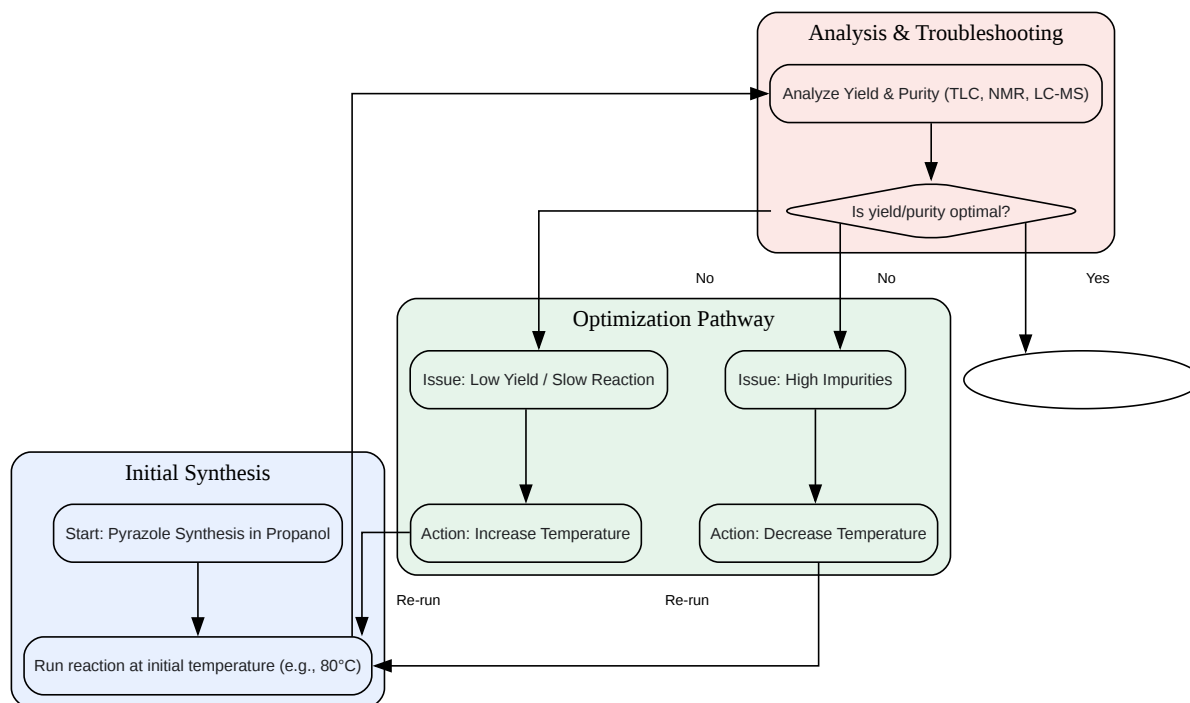 Analysis & Troubleshooting
Analyze Yield & Purity (TLC, NMR, LC-MS)
Is yield/purity optimal?
No
No
Yes
Optimization Pathway
Issue: Low Yield / Slow Reaction
Issue: High Impurities
Action: Increase Temperature
Action: Decrease Temperature
Re-run
Re-run
Initial Synthesis
Start: Pyrazole Synthesis in Propanol
Run reaction at initial temperature (e.g., 80°C)